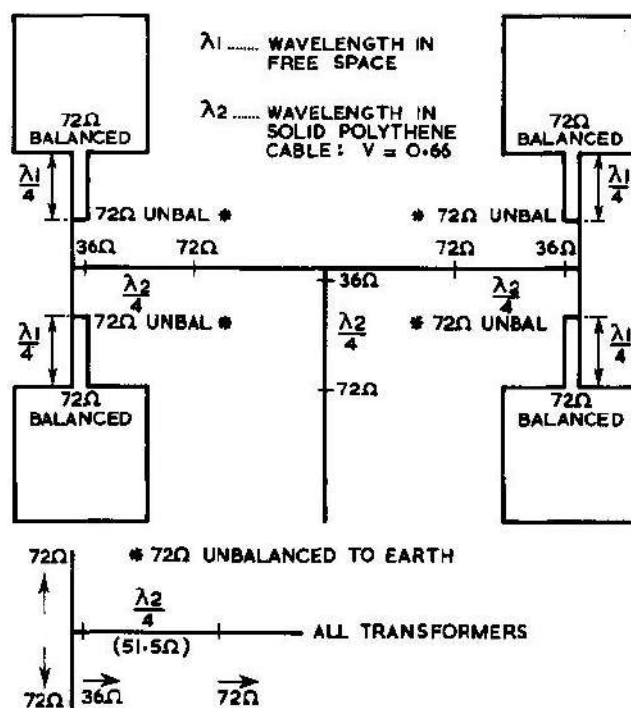 λ1 ....... WAVELENGTH IN
FREE SPACE
λ2 ....... WAVELENGTH IN
SOLID POLYTHENE
CABLE: V = 0·66
72Ω
BALANCED
72Ω
BALANCED
λ1
4
λ1
4
72Ω UNBAL *
* 72Ω UNBAL
36Ω 72Ω
72Ω 36Ω
λ2
4
36Ω
λ2
4
λ1
4
72Ω UNBAL *
λ2
4
* 72Ω UNBAL
λ1
4
72Ω
BALANCED
72Ω
72Ω
BALANCED
72Ω
* 72Ω UNBALANCED TO EARTH
λ2
4
(51·5Ω)
ALL TRANSFORMERS
72Ω
36Ω
72Ω